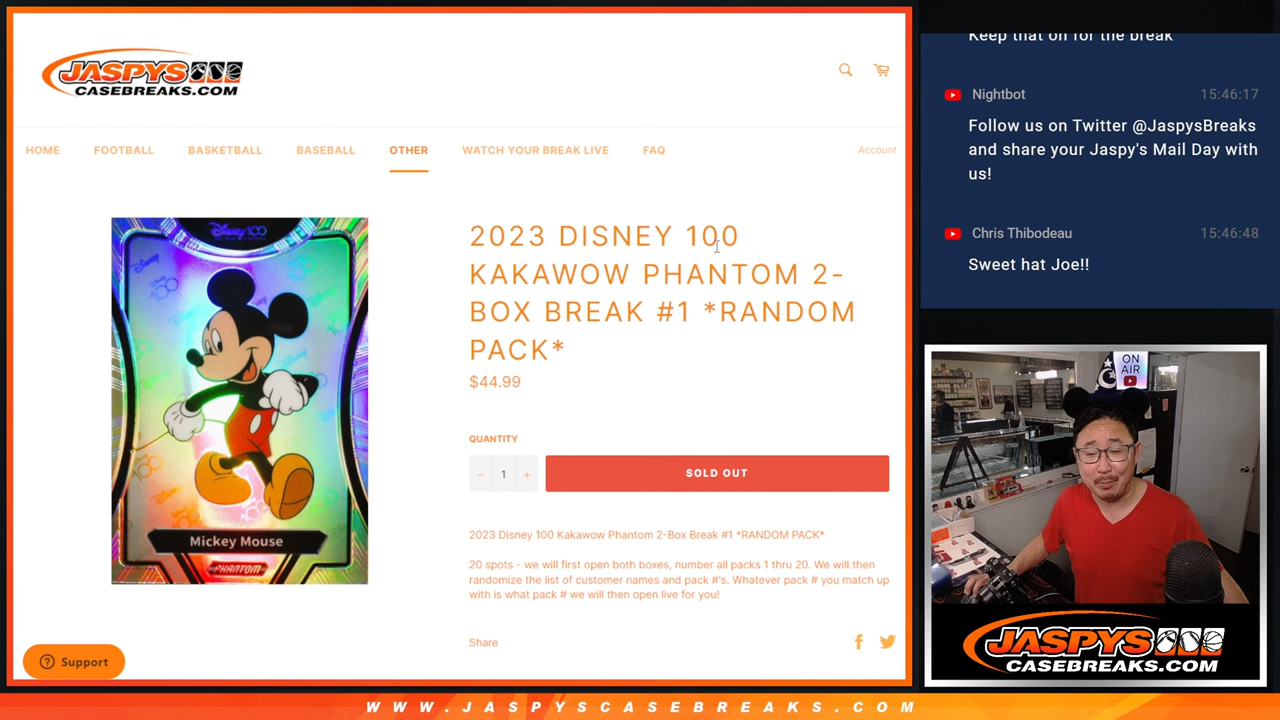 JASPYS
CASEBREAKS.COM
HOME
FOOTBALL
BASKETBALL
BASEBALL
OTHER
WATCH YOUR BREAK LIVE
FAQ
Account
Disney 100
Mickey Mouse
PHANTOM
2023 DISNEY 100
KAKAWOW PHANTOM 2-
BOX BREAK #1 *RANDOM
PACK*
$44.99
QUANTITY
− 1 +
SOLD OUT
2023 Disney 100 Kakawow Phantom 2-Box Break #1 *RANDOM PACK*
20 spots - we will first open both boxes, number all packs 1 thru 20. We will then
randomize the list of customer names and pack #'s. Whatever pack # you match up
with is what pack # we will then open live for you!
Share
Support
Keep that on for the break
Nightbot 15:46:17
Follow us on Twitter @JaspysBreaks
and share your Jaspy's Mail Day with
us!
Chris Thibodeau 15:46:48
Sweet hat Joe!!
ON
AIR
JASPYS
CASEBREAKS.COM
WWW.JASPYSCASEBREAKS.COM